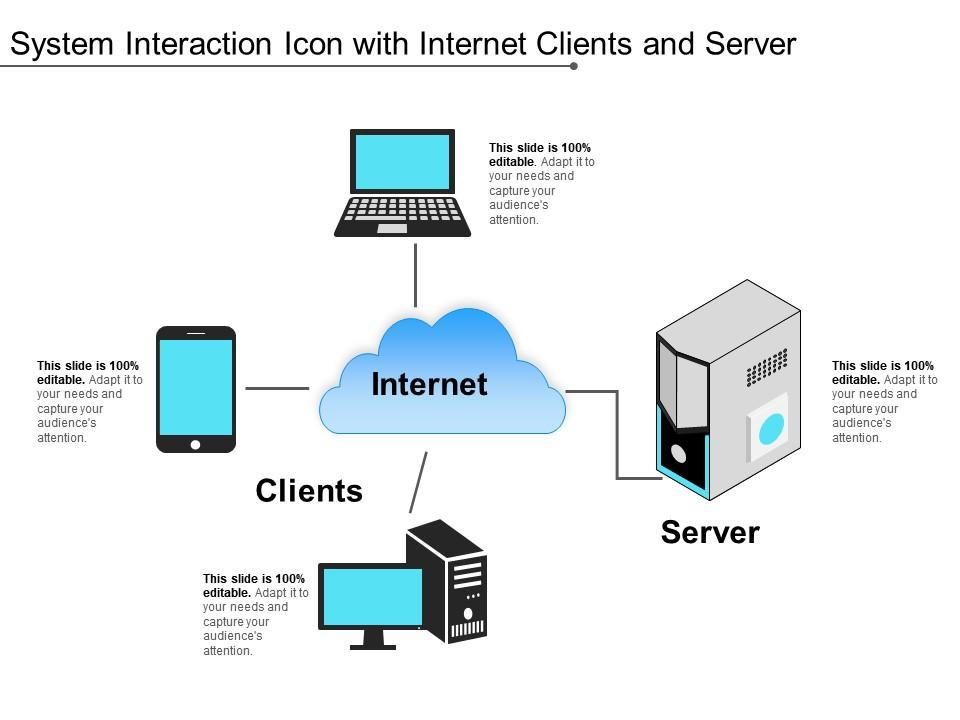 System Interaction Icon with Internet Clients and Server
This slide is 100%
editable. Adapt it to
your needs and
capture your
audience's
attention.
This slide is 100%
editable. Adapt it to
your needs and
capture your
audience's
attention.
Internet
This slide is 100%
editable. Adapt it to
your needs and
capture your
audience's
attention.
Clients
Server
This slide is 100%
editable. Adapt it to
your needs and
capture your
audience's
attention.